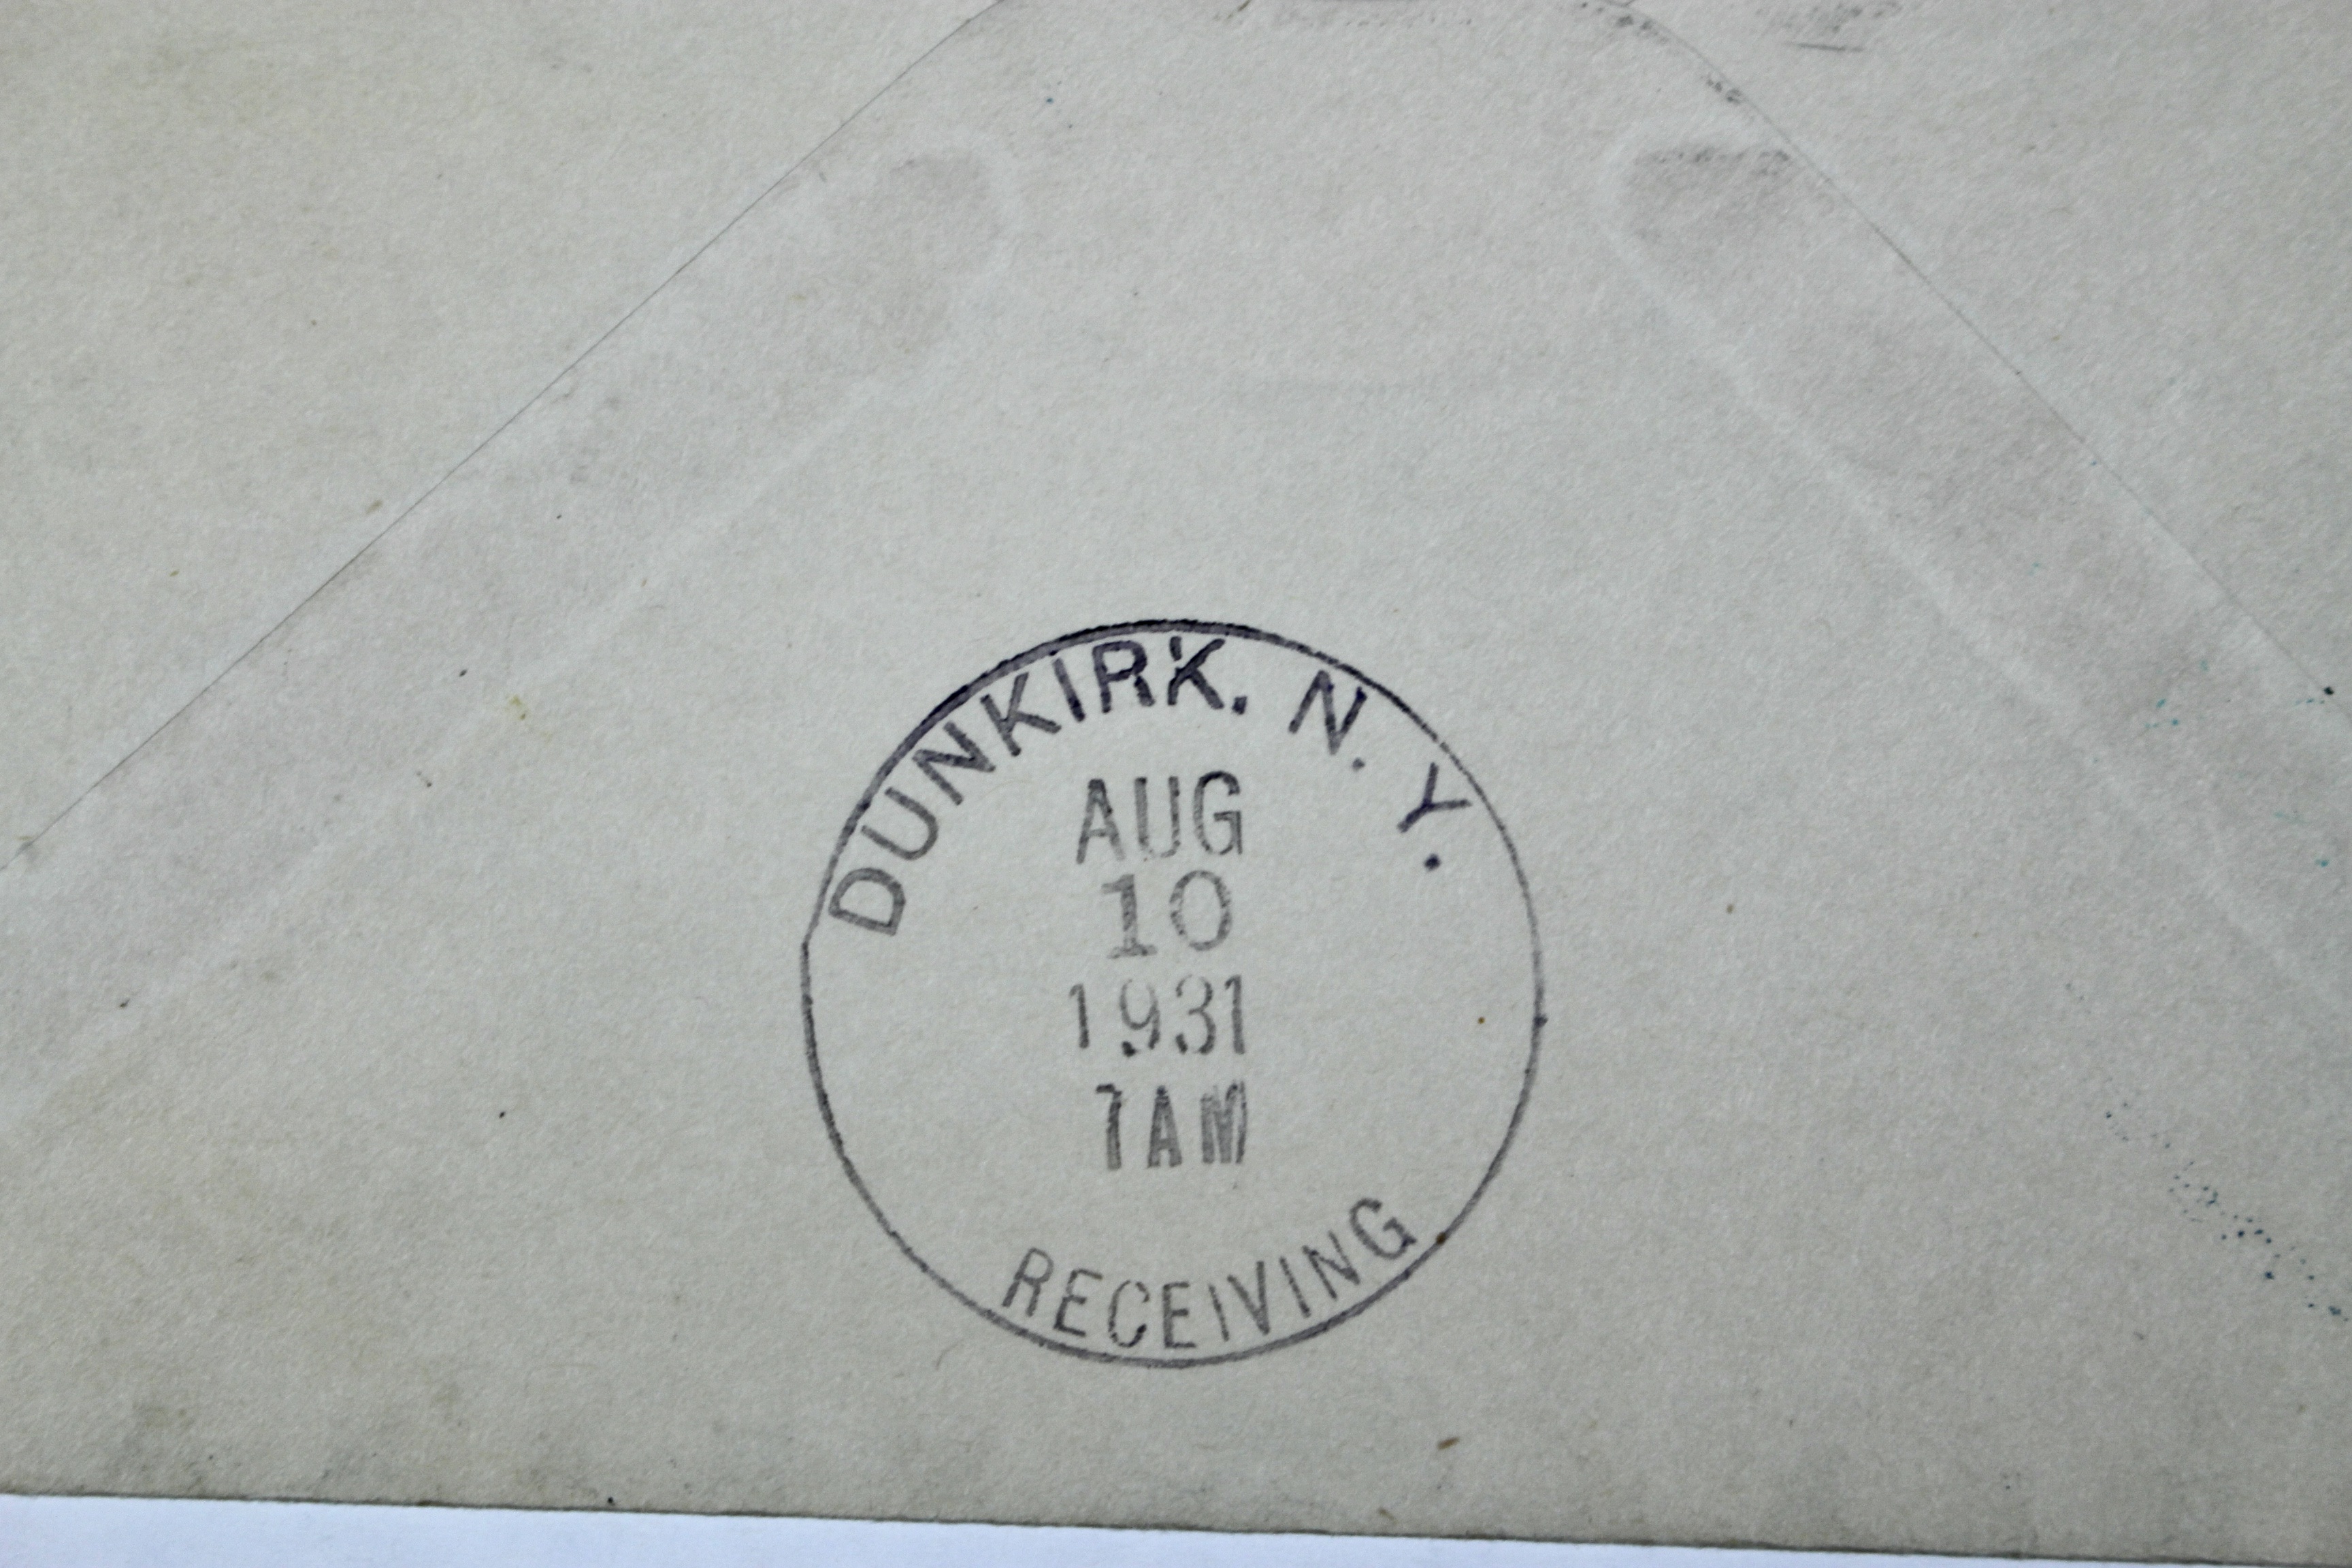 DUNKIRK, N. Y.
AUG
10
1931
7AM
RECEIVING